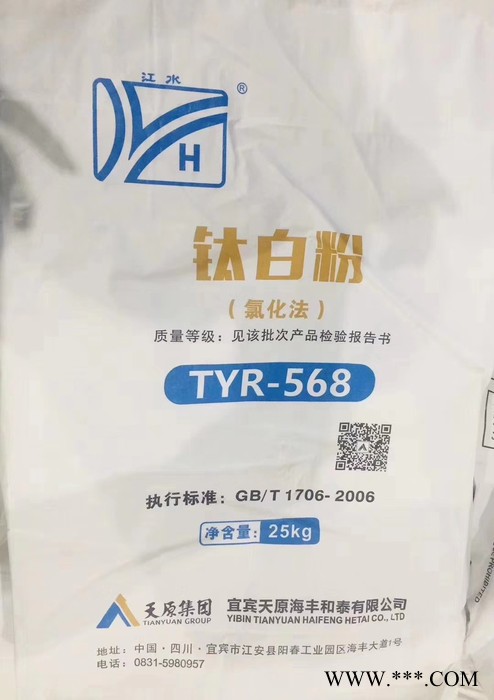 江水
®
H
钛白粉
（氯化法）
质量等级：见该批次产品检验报告书
TYR-568
执行标准：GB/T 1706-2006
净含量：25kg
天原集团
TIANYUAN GROUP
宜宾天原海丰和泰有限公司
YIBIN TIANYUAN HAIFENG HETAI CO., LTD
地址：中国·四川·宜宾市江安县阳春工业园区海丰大道1号
电话：0831-5980957
WWW.***.COM